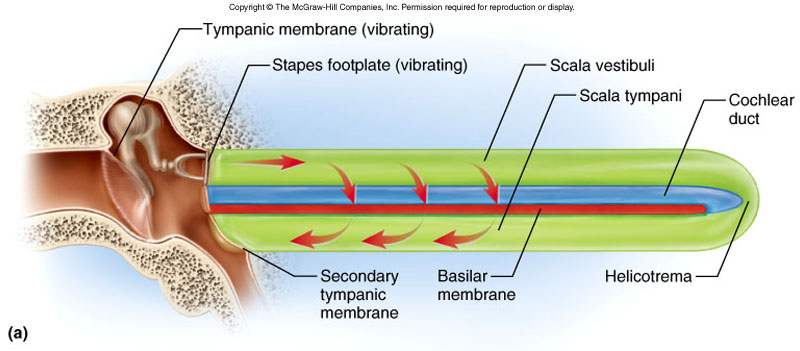 Copyright © The McGraw-Hill Companies, Inc. Permission required for reproduction or display.
Tympanic membrane (vibrating)
Stapes footplate (vibrating)
Scala vestibuli
Scala tympani
Cochlear
duct
Secondary
tympanic
membrane
Basilar
membrane
Helicotrema
(a)